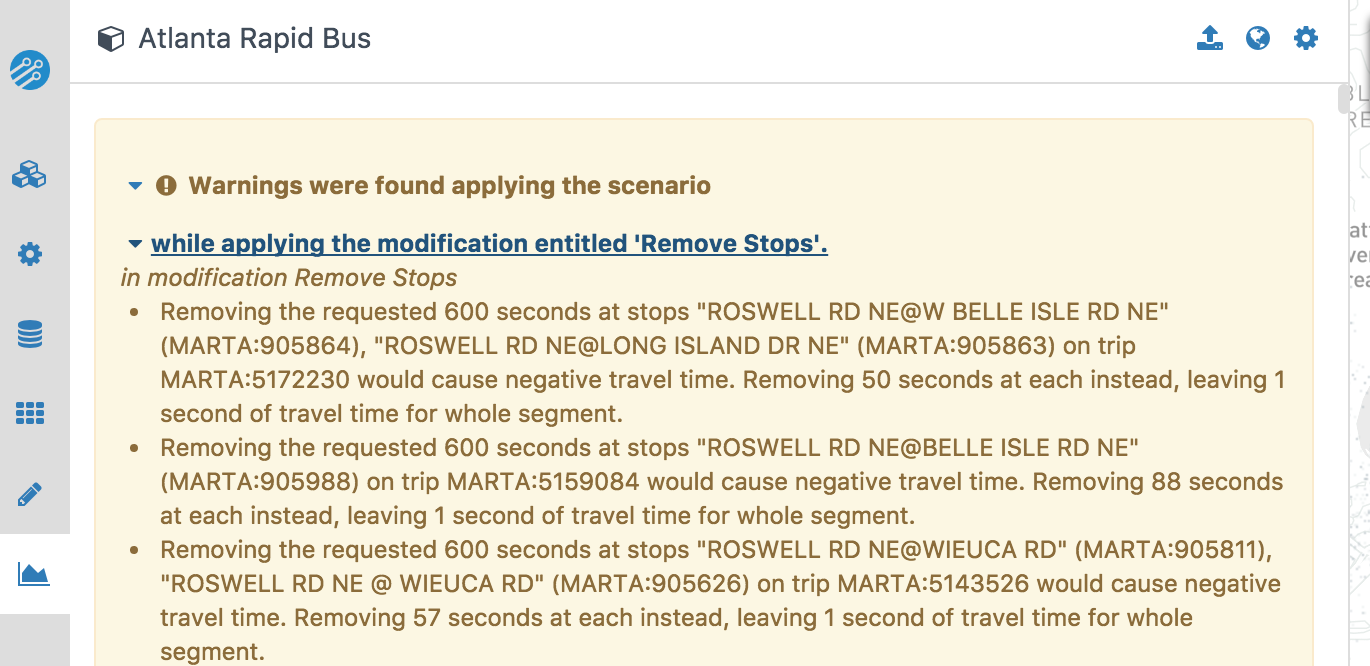 Atlanta Rapid Bus
Warnings were found applying the scenario
while applying the modification entitled 'Remove Stops'.
in modification Remove Stops
• Removing the requested 600 seconds at stops "ROSWELL RD NE@W BELLE ISLE RD NE"
(MARTA:905864), "ROSWELL RD NE@LONG ISLAND DR NE" (MARTA:905863) on trip
MARTA:5172230 would cause negative travel time. Removing 50 seconds at each instead, leaving 1
second of travel time for whole segment.
• Removing the requested 600 seconds at stops "ROSWELL RD NE@BELLE ISLE RD NE"
(MARTA:905988) on trip MARTA:5159084 would cause negative travel time. Removing 88 seconds
at each instead, leaving 1 second of travel time for whole segment.
• Removing the requested 600 seconds at stops "ROSWELL RD NE@WIEUCA RD" (MARTA:905811),
"ROSWELL RD NE @ WIEUCA RD" (MARTA:905626) on trip MARTA:5143526 would cause negative
travel time. Removing 57 seconds at each instead, leaving 1 second of travel time for whole
segment.